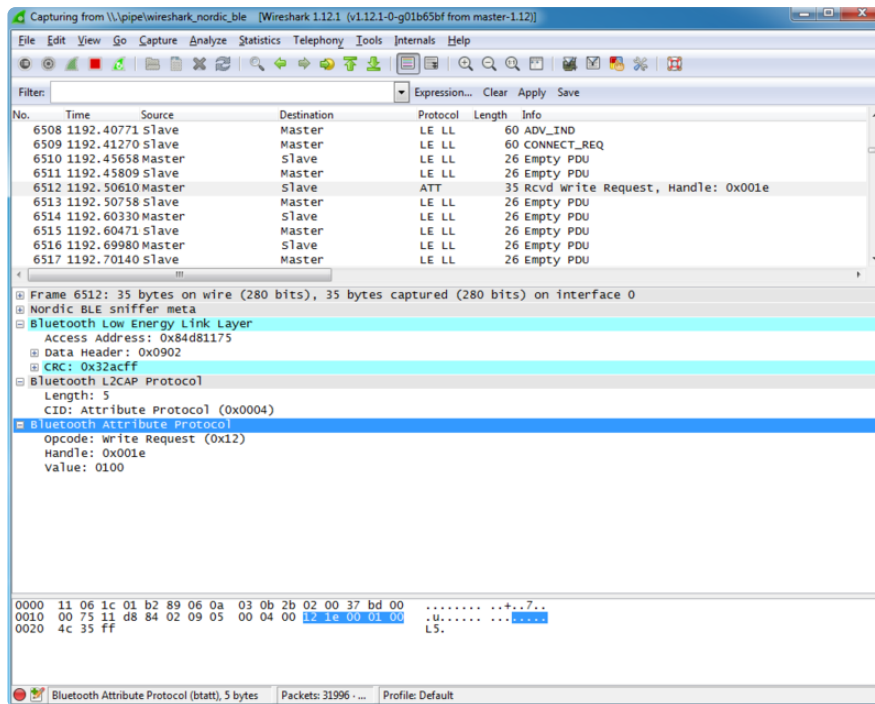 Capturing from \\.\pipe\wireshark_nordic_ble [Wireshark 1.12.1 (v1.12.1-0-g01b65bf from master-1.12)]
File Edit View Go Capture Analyze Statistics Telephony Tools Internals Help
Filter: Expression... Clear Apply Save
No. Time Source Destination Protocol Length Info
6508 1192.40771 Slave Master LE LL 60 ADV_IND
6509 1192.41270 Slave Master LE LL 60 CONNECT_REQ
6510 1192.45658 Master Slave LE LL 26 Empty PDU
6511 1192.45809 Slave Master LE LL 26 Empty PDU
6512 1192.50610 Master Slave ATT 35 Rcvd Write Request, Handle: 0x001e
6513 1192.50758 Slave Master LE LL 26 Empty PDU
6514 1192.60330 Master Slave LE LL 26 Empty PDU
6515 1192.60471 Slave Master LE LL 26 Empty PDU
6516 1192.69980 Master Slave LE LL 26 Empty PDU
6517 1192.70140 Slave Master LE LL 26 Empty PDU
Frame 6512: 35 bytes on wire (280 bits), 35 bytes captured (280 bits) on interface 0
Nordic BLE sniffer meta
Bluetooth Low Energy Link Layer
Access Address: 0x84d81175
Data Header: 0x0902
CRC: 0x32acff
Bluetooth L2CAP Protocol
Length: 5
CID: Attribute Protocol (0x0004)
Bluetooth Attribute Protocol
Opcode: Write Request (0x12)
Handle: 0x001e
Value: 0100
0000 11 06 1c 01 b2 89 06 0a 03 0b 2b 02 00 37 bd 00 ........ ..+..7..
0010 00 75 11 d8 84 02 09 05 00 04 00 12 1e 00 01 00 .u...... ........
0020 4c 35 ff L5.
Bluetooth Attribute Protocol (btatt), 5 bytes Packets: 31996 · ... Profile: Default